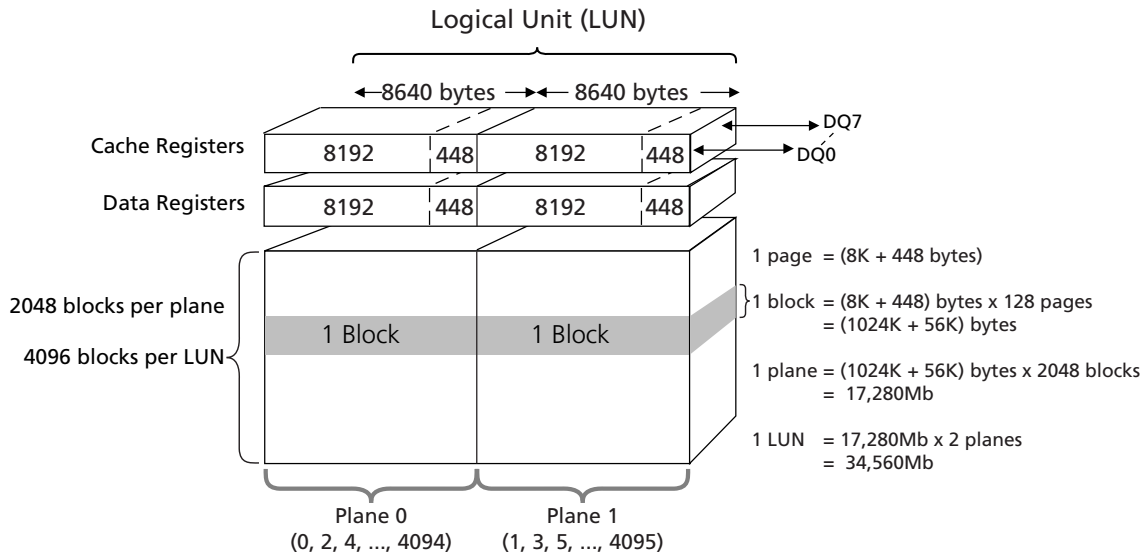 Logical Unit (LUN)
8640 bytes 8640 bytes
Cache Registers
8192 448 8192 448
DQ7
DQ0
Data Registers
8192 448 8192 448
2048 blocks per plane
4096 blocks per LUN
1 Block 1 Block
1 page = (8K + 448 bytes)
1 block = (8K + 448) bytes x 128 pages
= (1024K + 56K) bytes
1 plane = (1024K + 56K) bytes x 2048 blocks
= 17,280Mb
1 LUN = 17,280Mb x 2 planes
= 34,560Mb
Plane 0
(0, 2, 4, ..., 4094)
Plane 1
(1, 3, 5, ..., 4095)